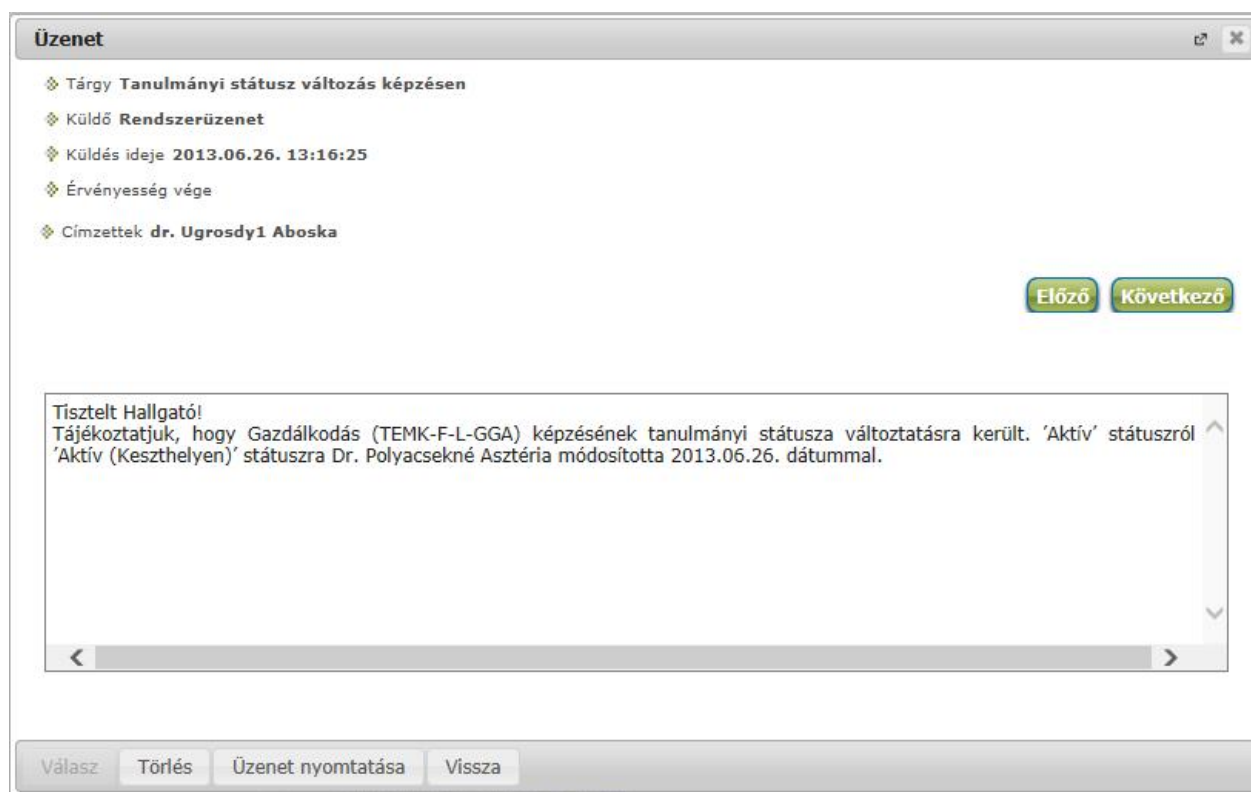 Üzenet
Tárgy Tanulmányi státusz változás képzésen
Küldő Rendszerüzenet
Küldés ideje 2013.06.26. 13:16:25
Érvényesség vége
Címzettek dr. Ugrosdy1 Aboska
Előző Következő
Tisztelt Hallgató!
Tájékoztatjuk, hogy Gazdálkodás (TEMK-F-L-GGA) képzésének tanulmányi státusza változtatásra került. ′Aktív′ státuszról
′Aktív (Keszthelyen)′ státuszra Dr. Polyacsekné Asztéria módosította 2013.06.26. dátummal.
Válasz Törlés Üzenet nyomtatása Vissza